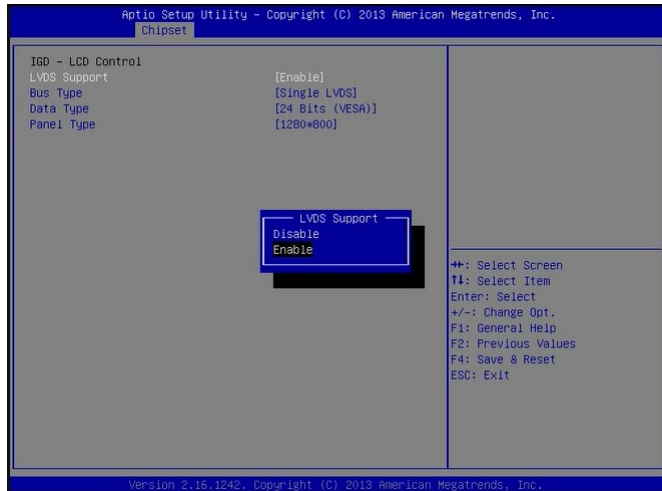 Aptio Setup Utility – Copyright (C) 2013 American Megatrends, Inc.
Chipset
IGD – LCD Control
LVDS Support [Enable]
Bus Type [Single LVDS]
Data Type [24 Bits (VESA)]
Panel Type [1280*800]
LVDS Support
Disable
Enable
→←: Select Screen
↑↓: Select Item
Enter: Select
+/-: Change Opt.
F1: General Help
F2: Previous Values
F4: Save & Reset
ESC: Exit
Version 2.16.1242. Copyright (C) 2013 American Megatrends, Inc.